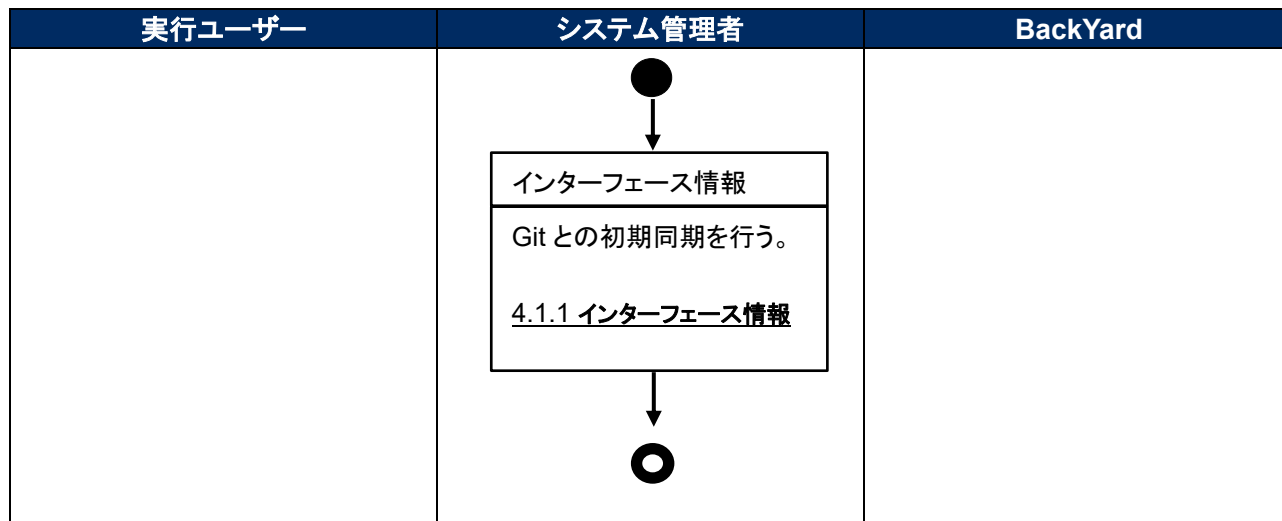 実行ユーザー
システム管理者
BackYard
インターフェース情報
Git との初期同期を行う。
4.1.1 インターフェース情報